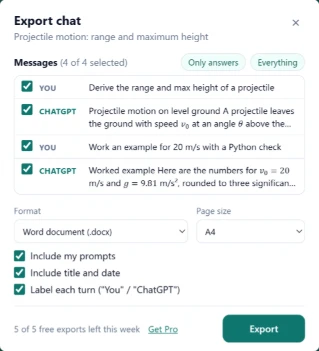 Export chat
×
Projectile motion: range and maximum height
Messages (4 of 4 selected)
Only answers
Everything
YOU
Derive the range and max height of a projectile
CHATGPT
Projectile motion on level ground A projectile leaves
the ground with speed v₀ at an angle θ above the...
YOU
Work an example for 20 m/s with a Python check
CHATGPT
Worked example Here are the numbers for v₀ = 20
m/s and g = 9.81 m/s², rounded to three significan...
Format
Page size
Word document (.docx)
A4
Include my prompts
Include title and date
Label each turn ("You" / "ChatGPT")
5 of 5 free exports left this week
Get Pro
Export